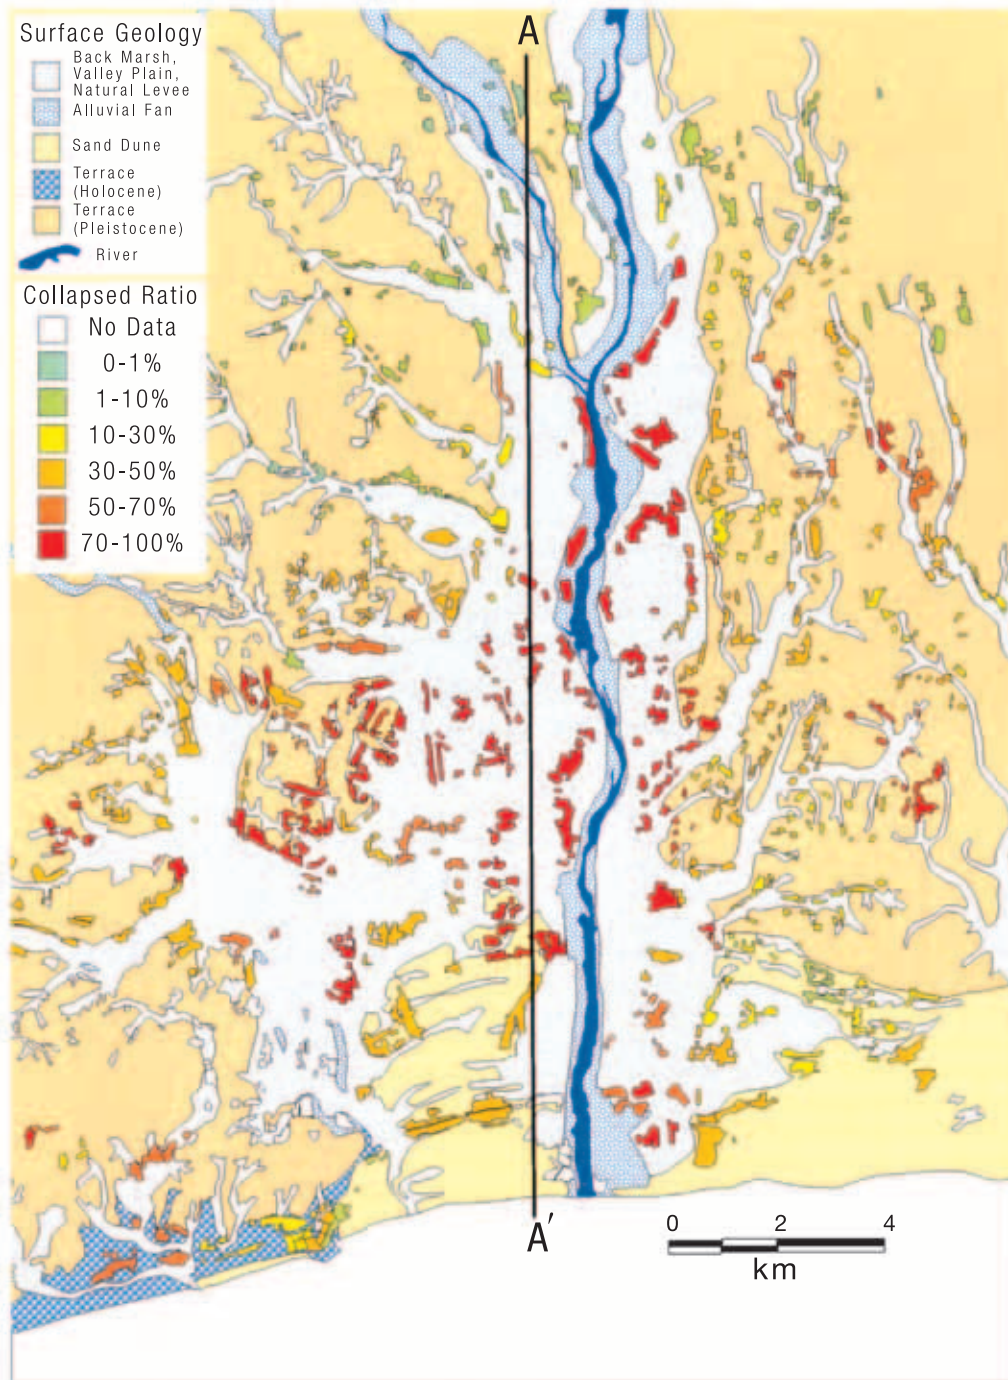 Surface Geology
Back Marsh,
Valley Plain,
Natural Levee
Alluvial Fan
Sand Dune
Terrace
(Holocene)
Terrace
(Pleistocene)
River
Collapsed Ratio
No Data
0-1%
1-10%
10-30%
30-50%
50-70%
70-100%
A
A'
0 2 4
km